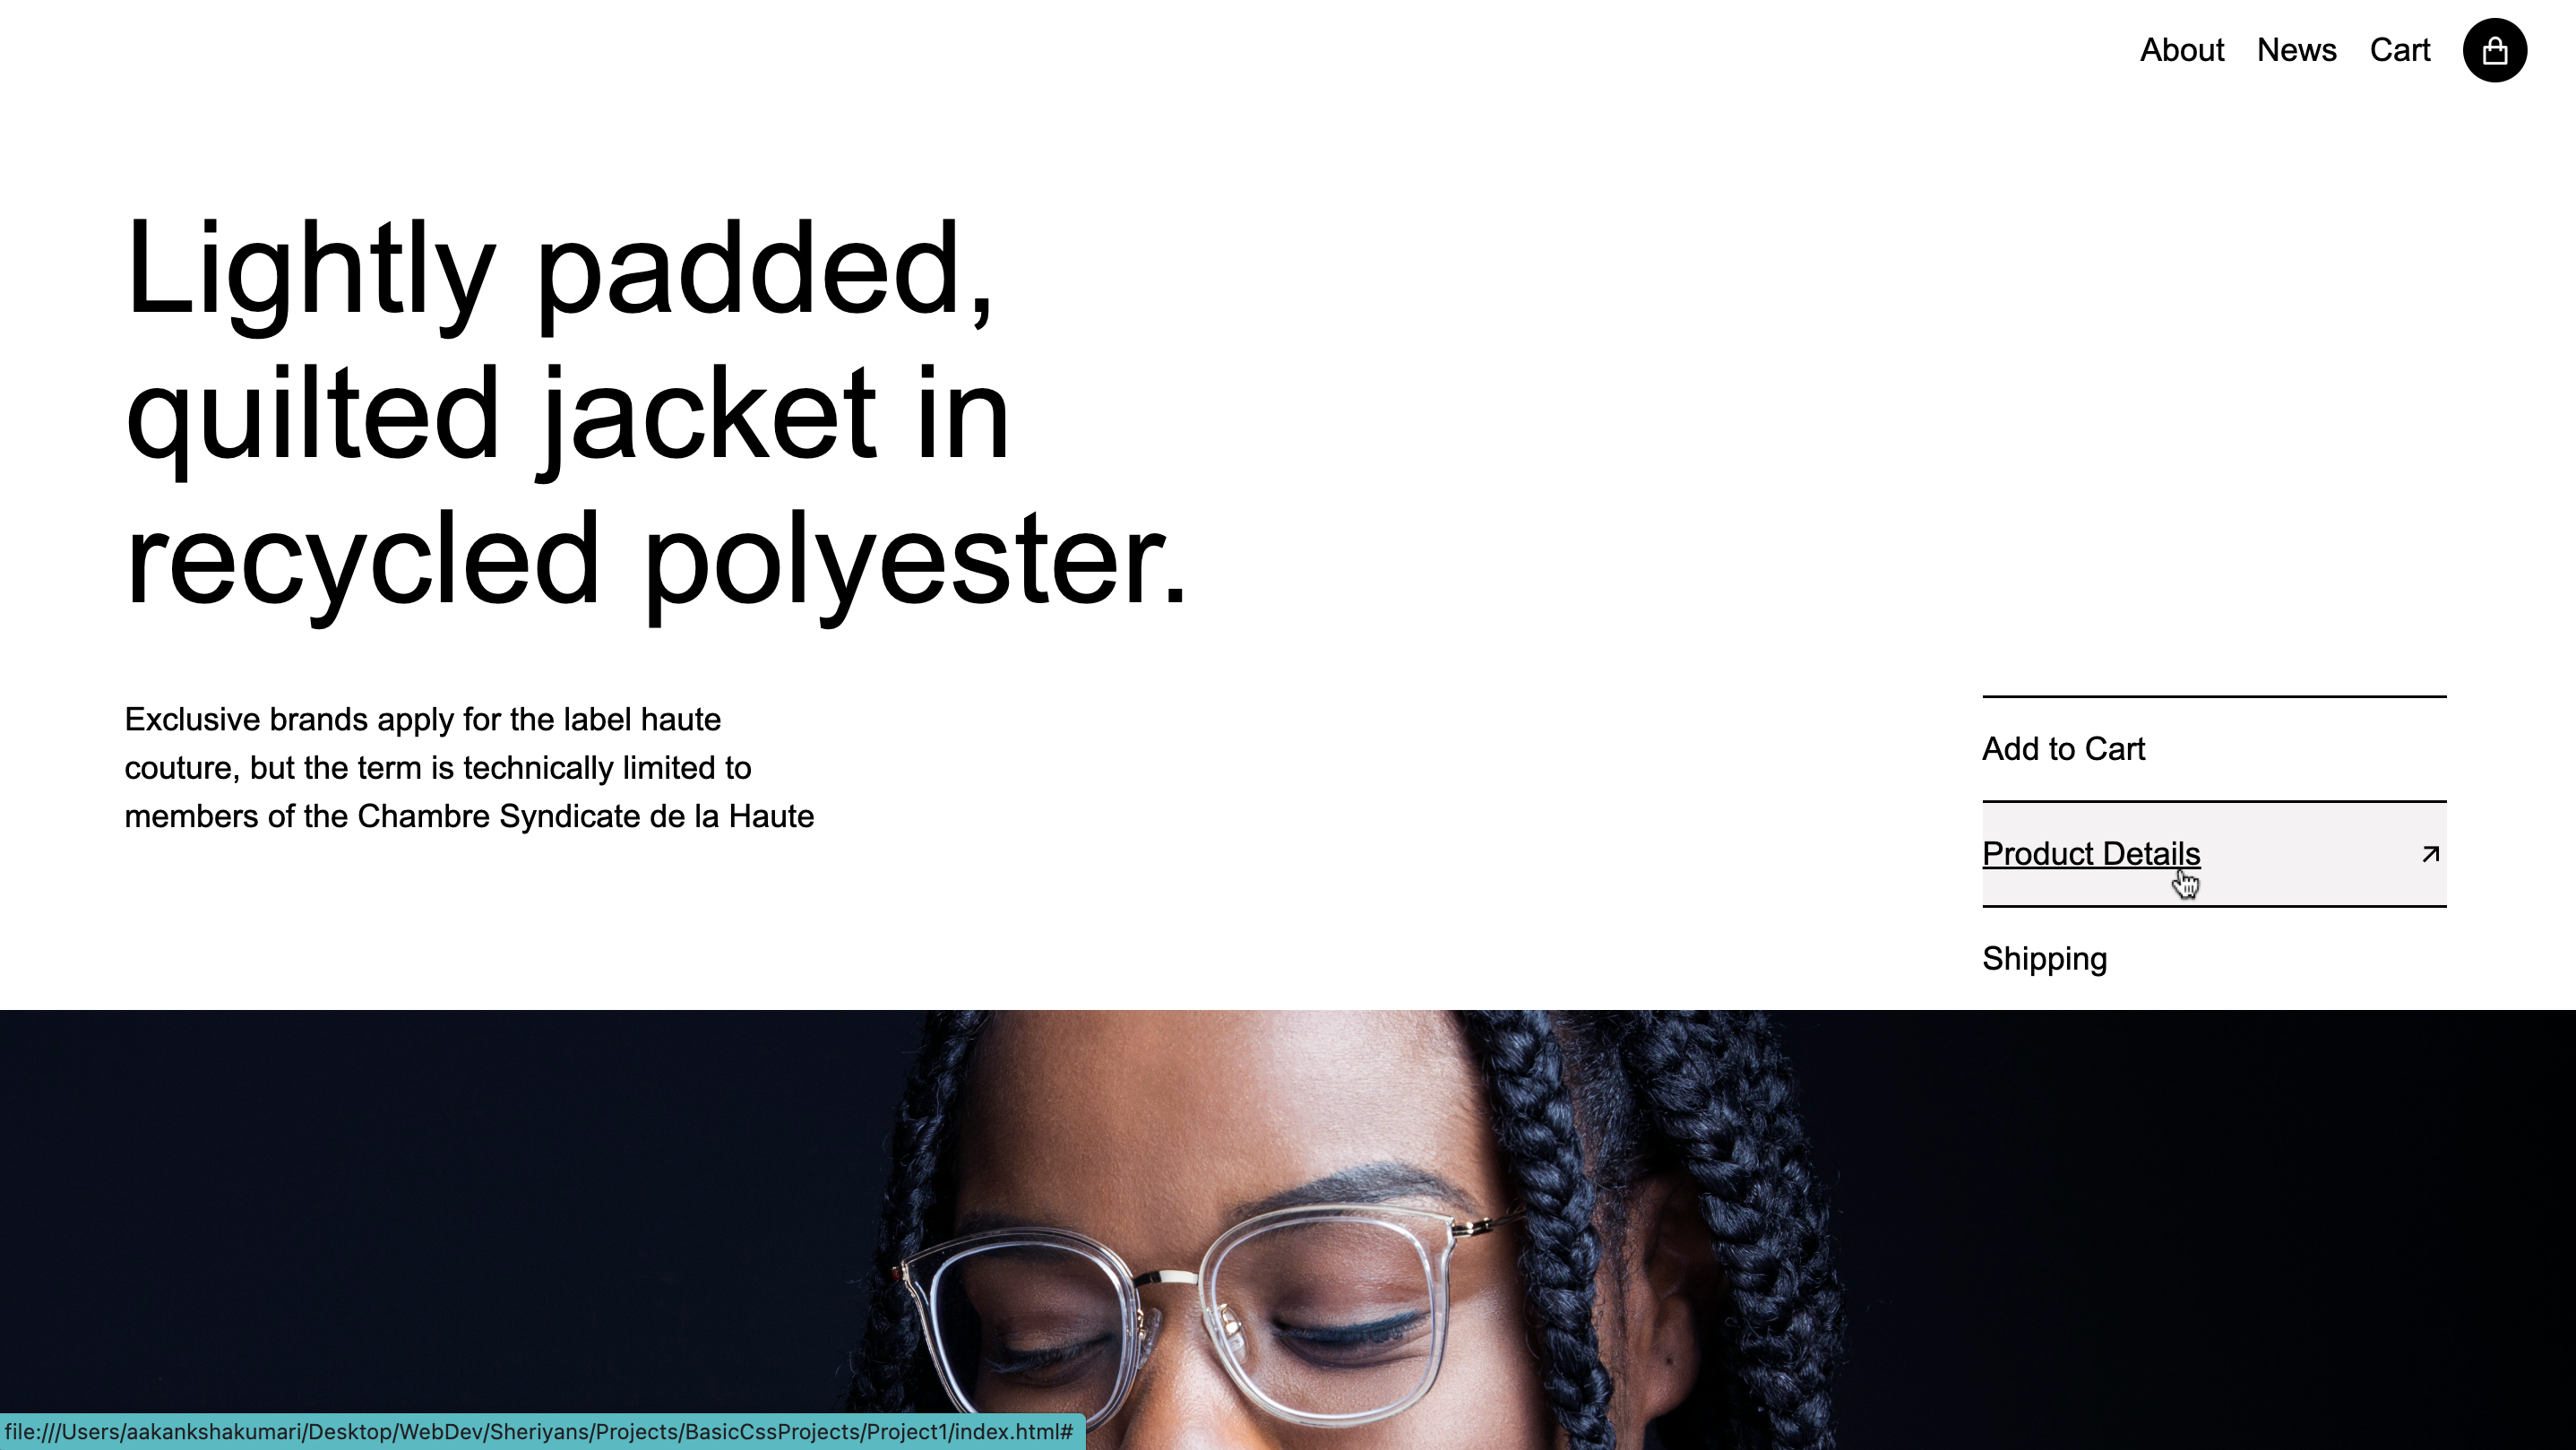 About News Cart
Lightly padded,
quilted jacket in
recycled polyester.
Exclusive brands apply for the label haute
couture, but the term is technically limited to
members of the Chambre Syndicate de la Haute
Add to Cart
Product Details
Shipping
file:///Users/aakankshakumari/Desktop/WebDev/Sheriyans/Projects/BasicCssProjects/Project1/index.html#